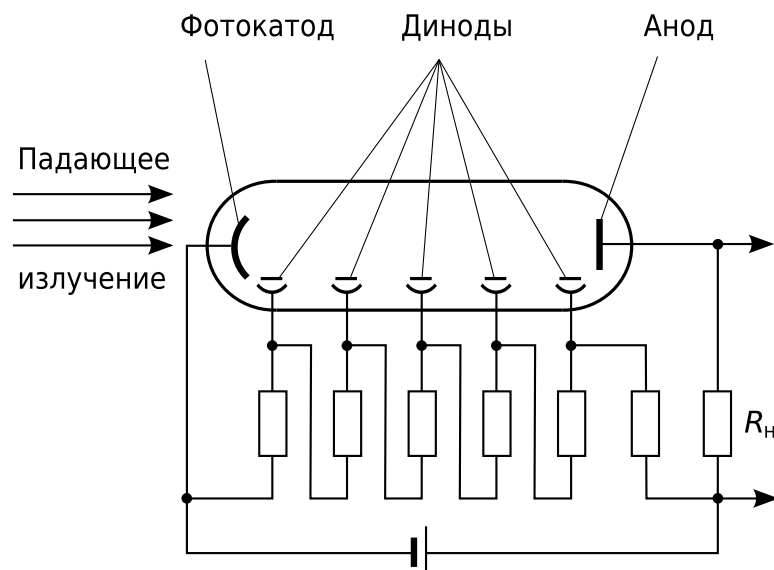 Фотокатод
Диноды
Анод
Падающее
излучение
Rн